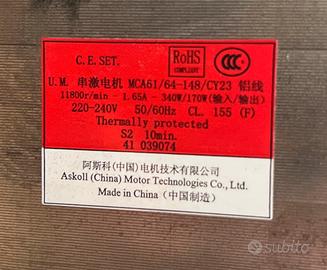 C.E.SET.
RoHS
COMPLIANT
CCC
U.M. 串激电机 MCA61/64-148/CY23 铝线
11800r/min - 1.65A - 340W/170W(输入/输出)
220-240V 50/60Hz CL. 155 (F)
Thermally protected
S2 10min.
41 039074
阿斯科(中国)电机技术有限公司
Askoll (China) Motor Technologies Co., Ltd.
Made in China（中国制造）
subito